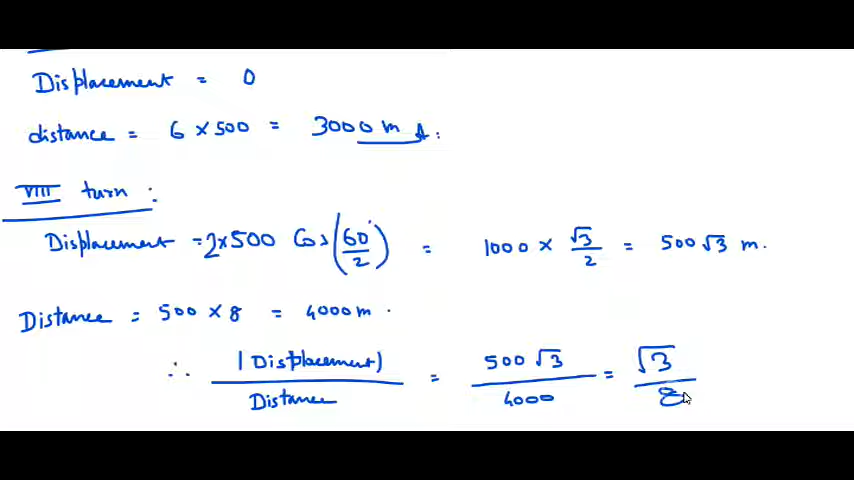 Displacement = 0
distance = 6 × 500 = 3000 m
VIII turn :
Displacement = 2×500 Cos(60°/2) = 1000 × √3/2 = 500 √3 m.
Distance = 500 × 8 = 4000 m.
∴ |Displacement|/Distance = 500 √3/4000 = √3/8